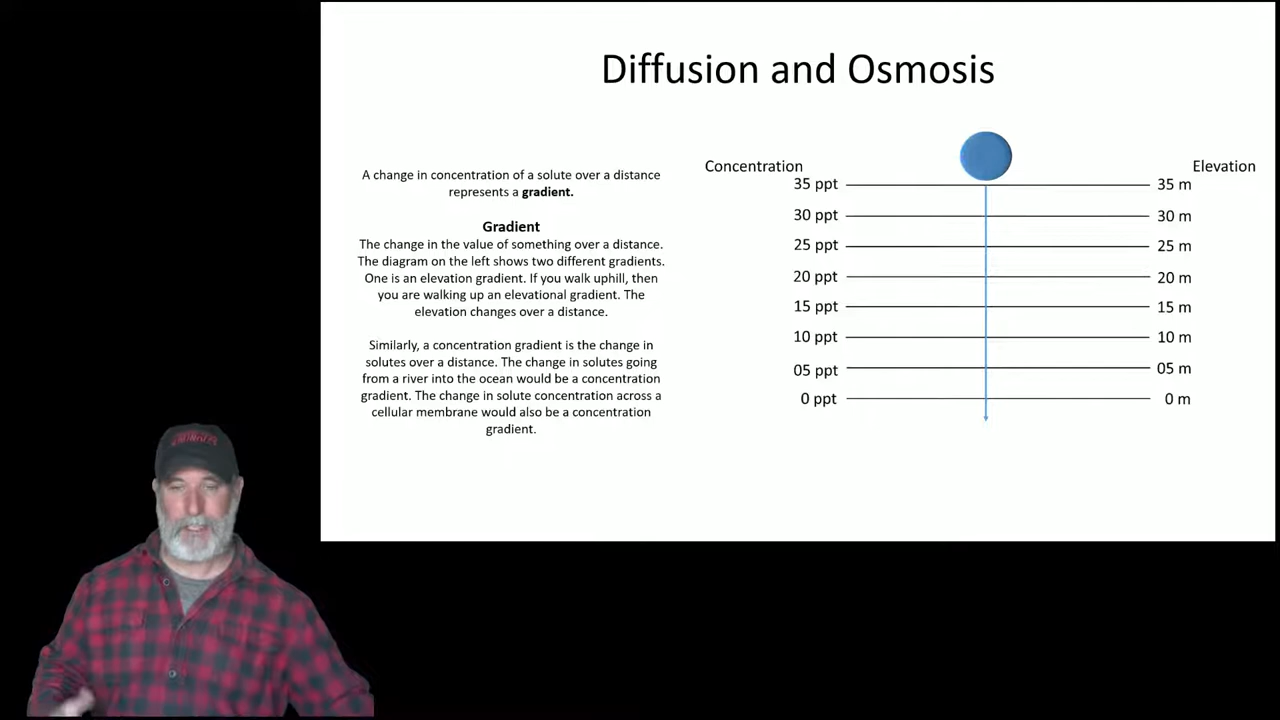 Diffusion and Osmosis
A change in concentration of a solute over a distance
represents a gradient.
Gradient
The change in the value of something over a distance.
The diagram on the left shows two different gradients.
One is an elevation gradient. If you walk uphill, then
you are walking up an elevational gradient. The
elevation changes over a distance.
Similarly, a concentration gradient is the change in
solutes over a distance. The change in solutes going
from a river into the ocean would be a concentration
gradient. The change in solute concentration across a
cellular membrane would also be a concentration
gradient.
Concentration Elevation
35 ppt 35 m
30 ppt 30 m
25 ppt 25 m
20 ppt 20 m
15 ppt 15 m
10 ppt 10 m
05 ppt 05 m
0 ppt 0 m